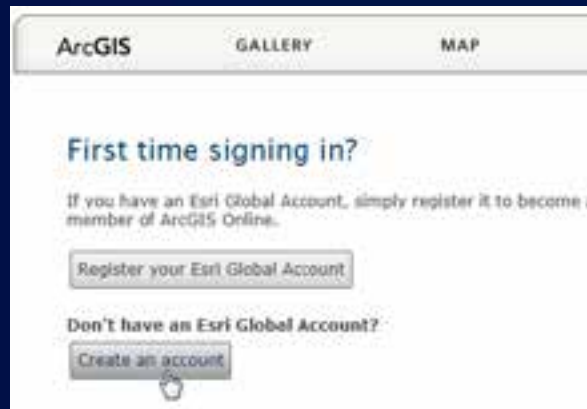 ArcGIS GALLERY MAP
First time signing in?
If you have an Esri Global Account, simply register it to become a
member of ArcGIS Online.
Register your Esri Global Account
Don't have an Esri Global Account?
Create an account